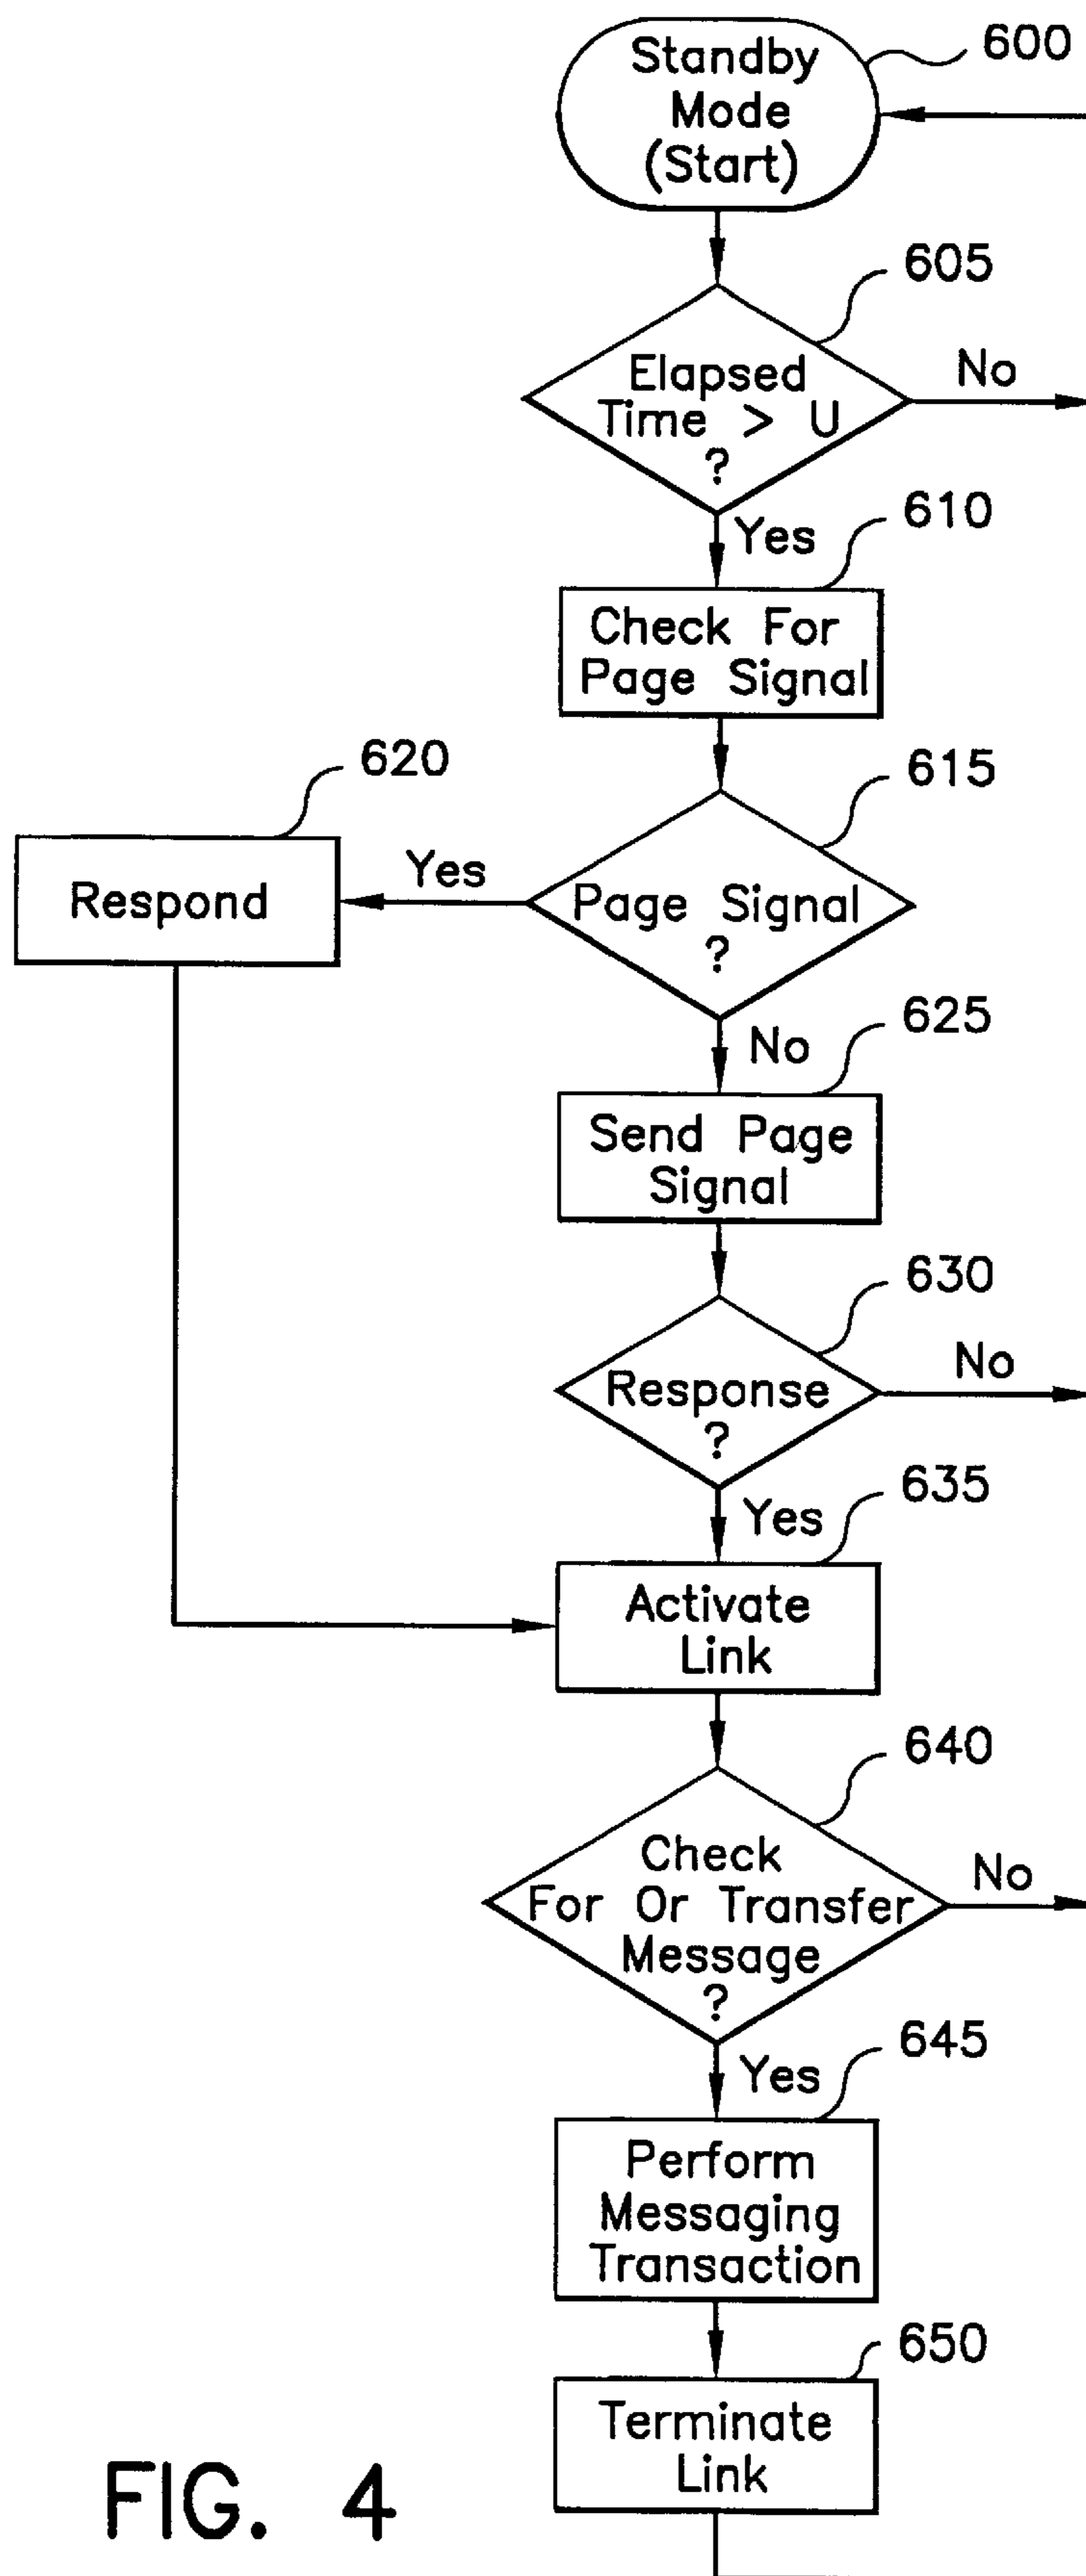 Standby
Mode
(Start)
600
605
Elapsed
Time > U
?
No
Yes
610
Check For
Page Signal
620
615
Respond
Yes
Page Signal
?
No
625
Send Page
Signal
630
Response
?
No
Yes
635
Activate
Link
640
Check
For Or Transfer
Message
?
No
Yes
645
Perform
Messaging
Transaction
650
Terminate
Link
FIG. 4